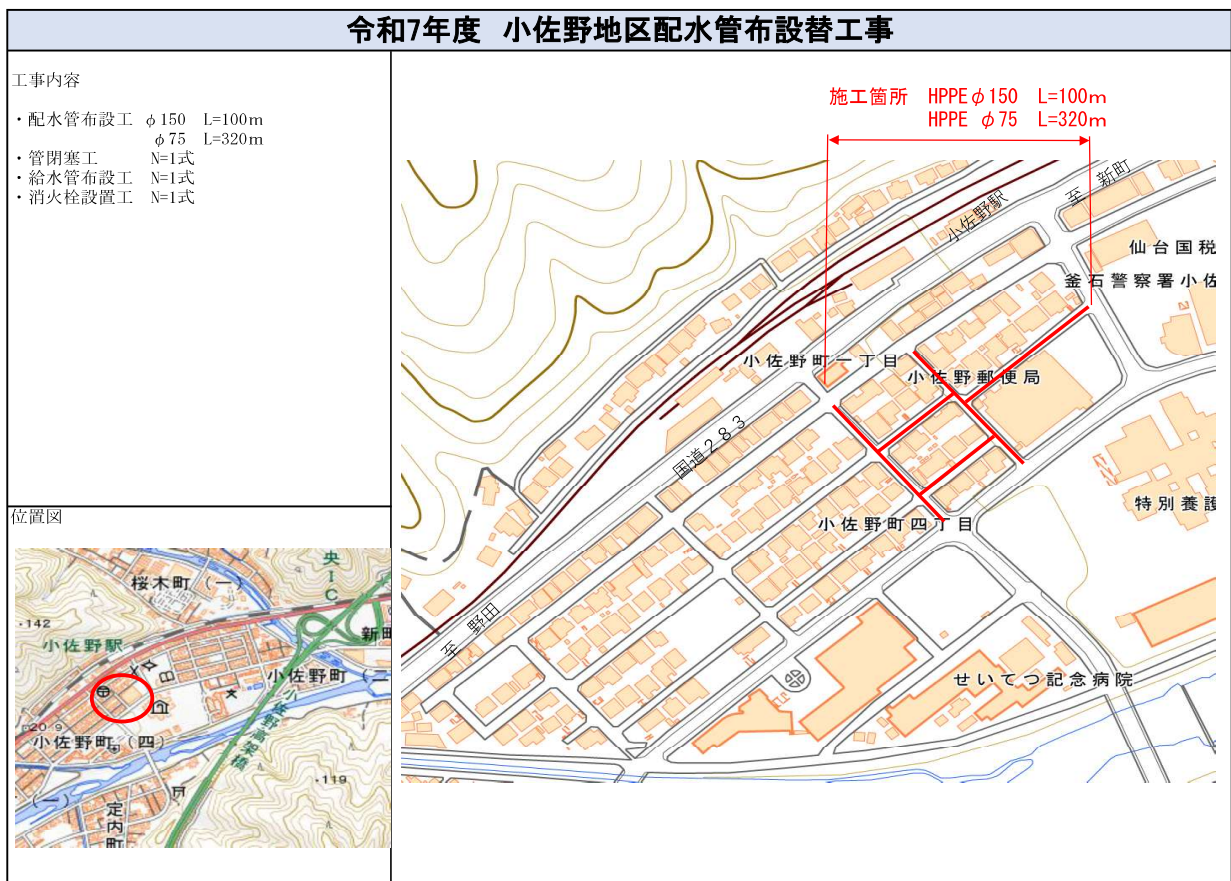 令和7年度 小佐野地区配水管布設替工事
工事内容
・配水管布設工 φ150 L=100m
φ75 L=320m
・管閉塞工 N=1式
・給水管布設工 N=1式
・消火栓設置工 N=1式
施工箇所 HPPEφ150 L=100m
HPPE φ75 L=320m
小佐野駅
至 新町
仙台国税
釜石警察署小佐
小佐野町一丁目
小佐野郵便局
国道283
特別養護
小佐野町四丁目
至 野田
せいてつ記念病院
位置図
央IC
桜木町(一)
・142
小佐野駅
新町
小佐野町(二
小佐野高架橋
20.9
小佐野町(四)
・119
(一)
定内町